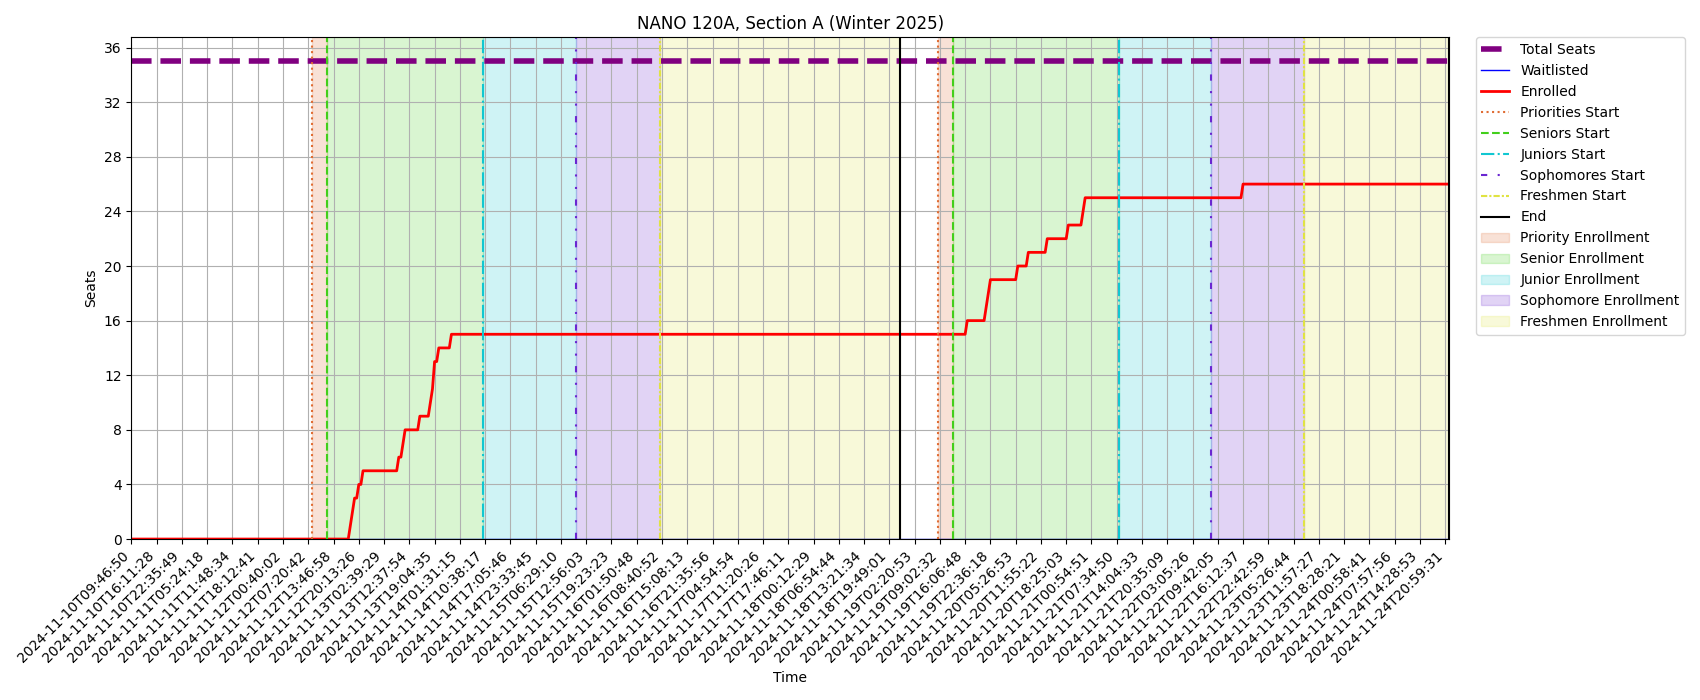 NANO 120A, Section A (Winter 2025)
36
32
28
24
20
16
12
8
4
0
Seats
2024-11-10T09:46:50
2024-11-10T16:11:28
2024-11-10T22:35:49
2024-11-11T05:24:18
2024-11-11T11:48:34
2024-11-11T18:12:41
2024-11-12T00:40:02
2024-11-12T07:20:42
2024-11-12T13:46:58
2024-11-12T20:13:26
2024-11-13T02:39:29
2024-11-13T12:37:54
2024-11-13T19:04:35
2024-11-14T01:31:15
2024-11-14T10:38:17
2024-11-14T17:05:46
2024-11-14T23:33:45
2024-11-15T06:29:10
2024-11-15T12:56:03
2024-11-15T19:23:23
2024-11-16T01:50:48
2024-11-16T08:40:52
2024-11-16T15:08:13
2024-11-16T21:35:56
2024-11-17T04:54:54
2024-11-17T11:20:26
2024-11-17T17:46:11
2024-11-18T00:12:29
2024-11-18T06:54:44
2024-11-18T13:21:34
2024-11-18T19:49:01
2024-11-19T02:20:53
2024-11-19T09:02:32
2024-11-19T16:06:48
2024-11-19T22:36:18
2024-11-20T05:26:53
2024-11-20T11:55:22
2024-11-20T18:25:03
2024-11-21T00:54:51
2024-11-21T07:34:50
2024-11-21T14:04:33
2024-11-21T20:35:09
2024-11-22T03:05:26
2024-11-22T09:42:05
2024-11-22T16:12:37
2024-11-22T22:42:59
2024-11-23T05:26:44
2024-11-23T11:57:27
2024-11-23T18:28:21
2024-11-24T00:58:41
2024-11-24T07:57:56
2024-11-24T14:28:53
2024-11-24T20:59:31
Time
Total Seats
Waitlisted
Enrolled
Priorities Start
Seniors Start
Juniors Start
Sophomores Start
Freshmen Start
End
Priority Enrollment
Senior Enrollment
Junior Enrollment
Sophomore Enrollment
Freshmen Enrollment